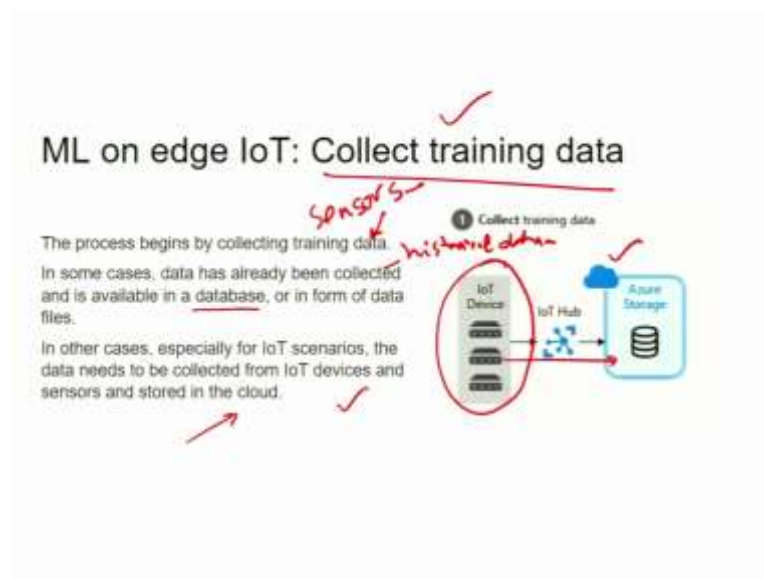 ML on edge IoT: Collect training data
sensors
The process begins by collecting training data.
historical data
In some cases, data has already been collected
and is available in a database, or in form of data
files.
In other cases, especially for IoT scenarios, the
data needs to be collected from IoT devices and
sensors and stored in the cloud.
1 Collect training data
IoT
Device
IoT Hub
Azure
Storage